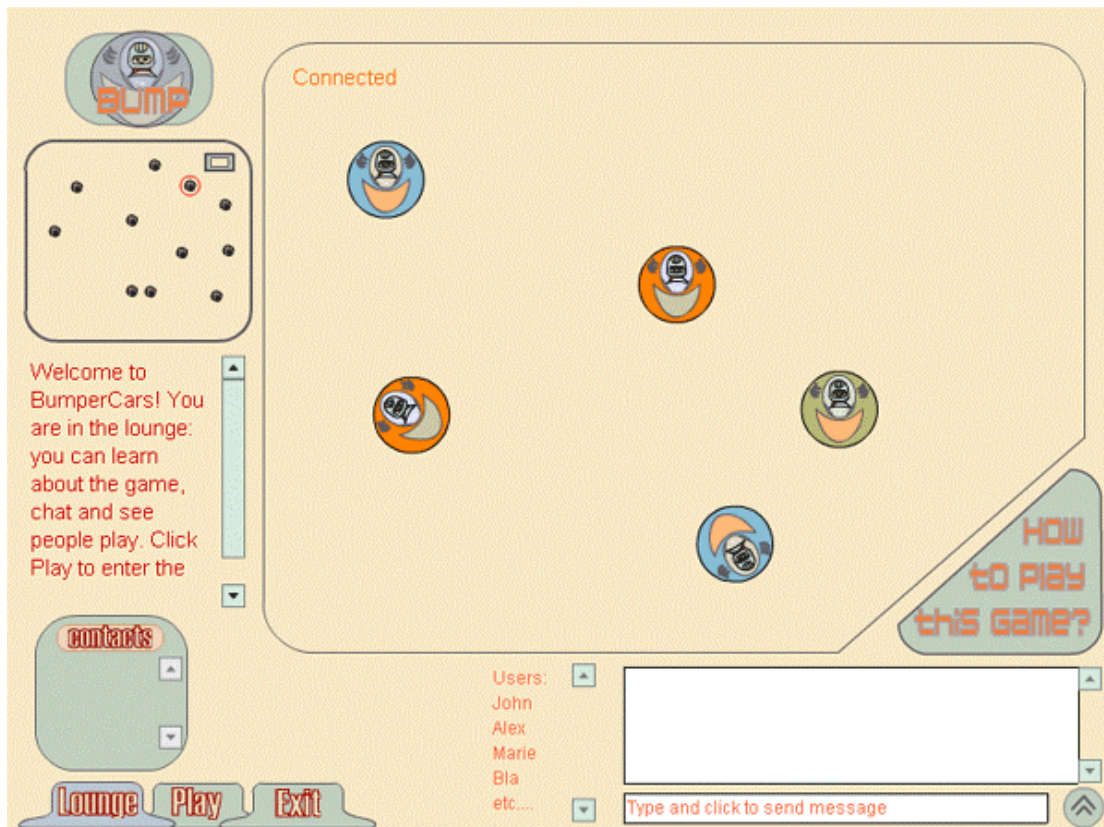 BUMP
Connected
Welcome to
BumperCars! You
are in the lounge:
you can learn
about the game,
chat and see
people play. Click
Play to enter the
How
to play
this game?
contacts
Users:
John
Alex
Marie
Bla
etc....
Type and click to send message
Lounge
Play
Exit